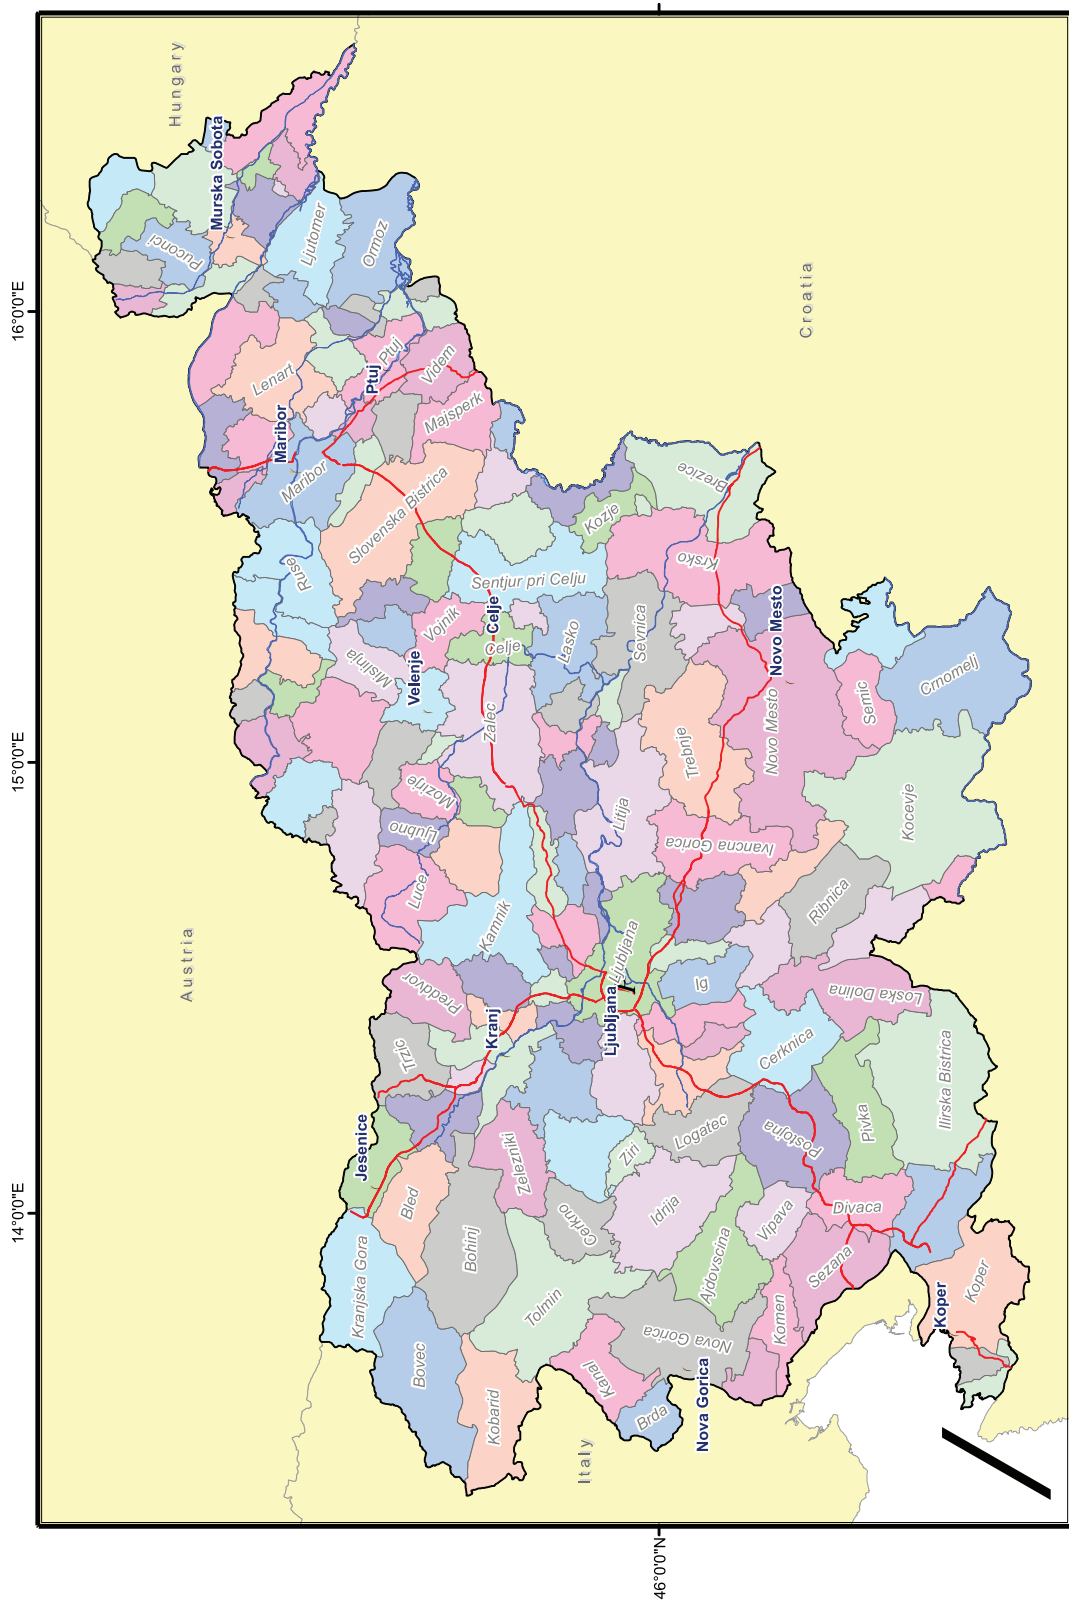 Hungary
Austria
Croatia
Italy
16°0'0"E
15°0'0"E
14°0'0"E
46°0'0"N
Murska Sobota
Maribor
Ptuj
Celje
Velenje
Novo Mesto
Kranj
Ljubljana
Jesenice
Nova Gorica
Koper
Puconci
Ljutomer
Ormoz
Lenart
Ptuj
Videm
Majsperk
Maribor
Slovenska Bistrica
Ruse
Brezice
Kozje
Krsko
Sentjur pri Celju
Vojnik
Celje
Lasko
Sevnica
Mislinja
Zalec
Trebnje
Novo Mesto
Semic
Crnomelj
Mozirje
Ljubno
Luce
Litija
Ivancna Gorica
Kocevje
Ribnica
Kamnik
Ljubljana
Ig
Loska Dolina
Preddvor
Trzic
Cerknica
Ilirska Bistrica
Pivka
Postojna
Logatec
Ziri
Zelezniki
Bled
Bohinj
Cerkno
Idrija
Vipava
Divaca
Ajdovscina
Sezana
Kranjska Gora
Tolmin
Nova Gorica
Komen
Koper
Bovec
Kobarid
Kanal
Brda